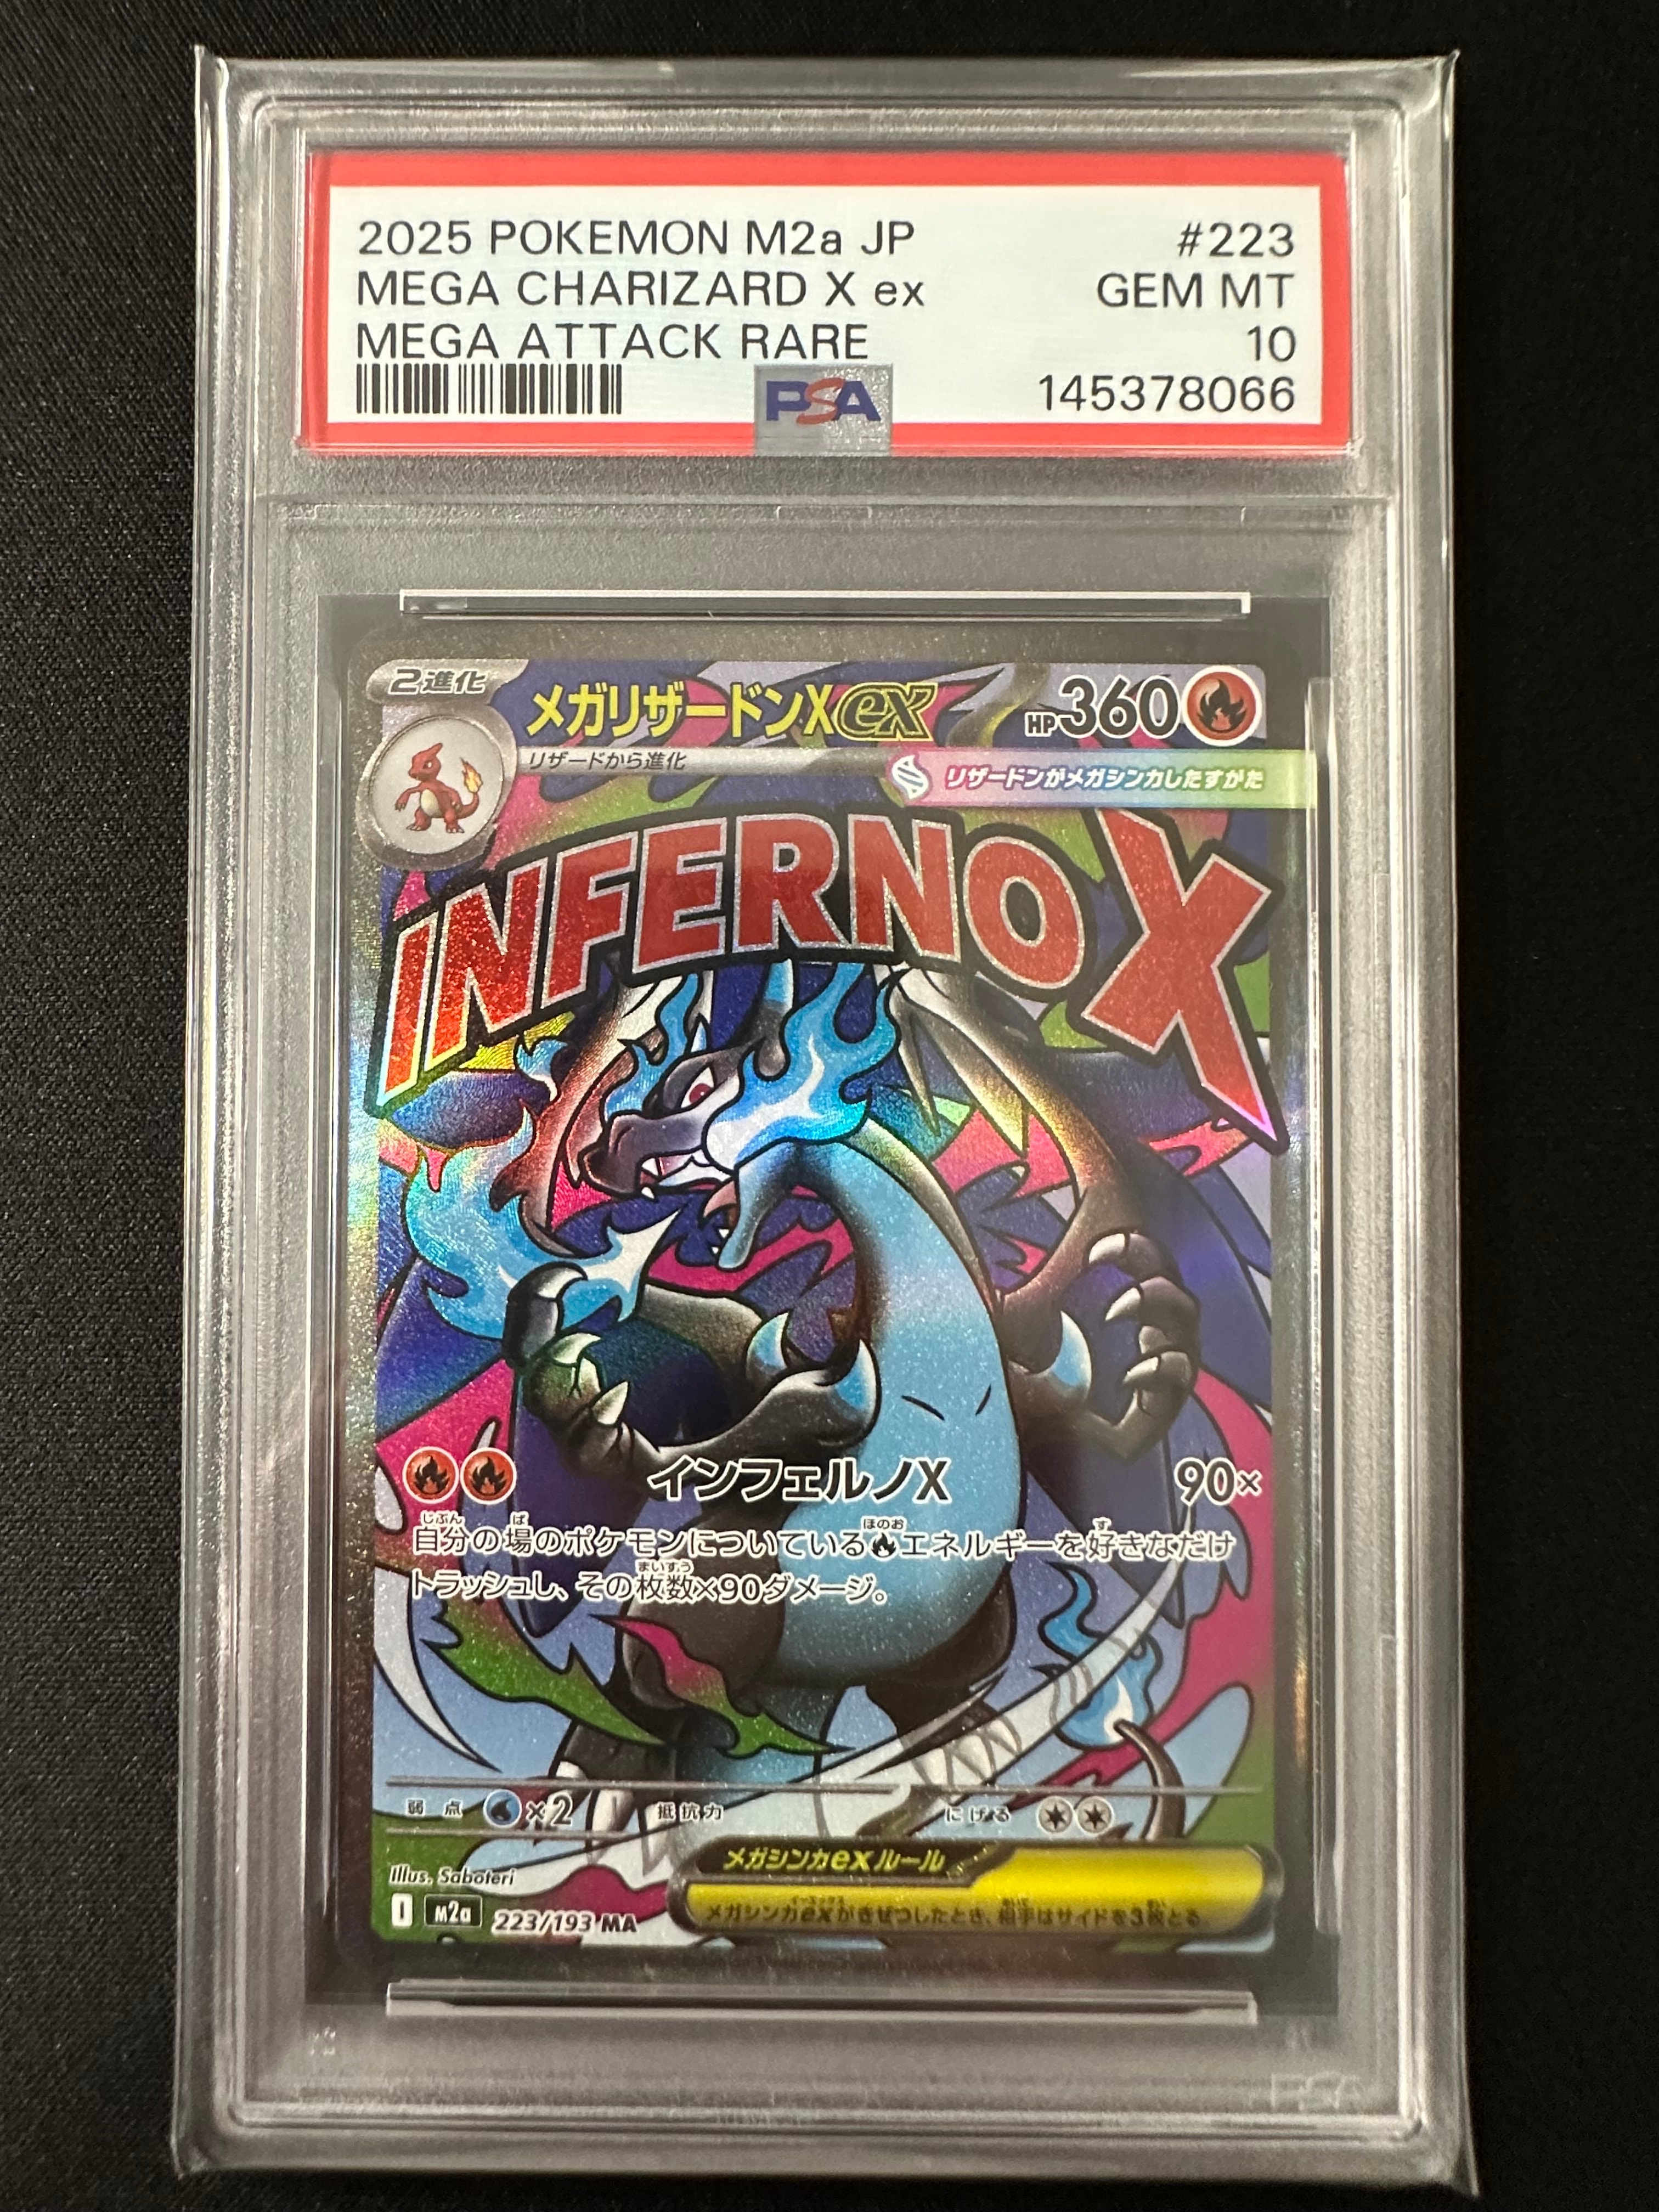 2025 POKEMON M2a JP #223
MEGA CHARIZARD X ex GEM MT
MEGA ATTACK RARE 10
PSA 145378066
2進化
メガリザードンXex HP360
リザードから進化
リザードンがメガシンカしたすがた
INFERNO X
インフェルノX 90×
自分の場のポケモンについているエネルギーを好きなだけ
トラッシュし、その枚数×90ダメージ。
弱点 ×2 抵抗力 にげる
メガシンカexルール
メガシンカexがきぜつしたとき、相手はサイドを3枚とる
Illus. Saboteri
I M2a 223/193 MA
PSA